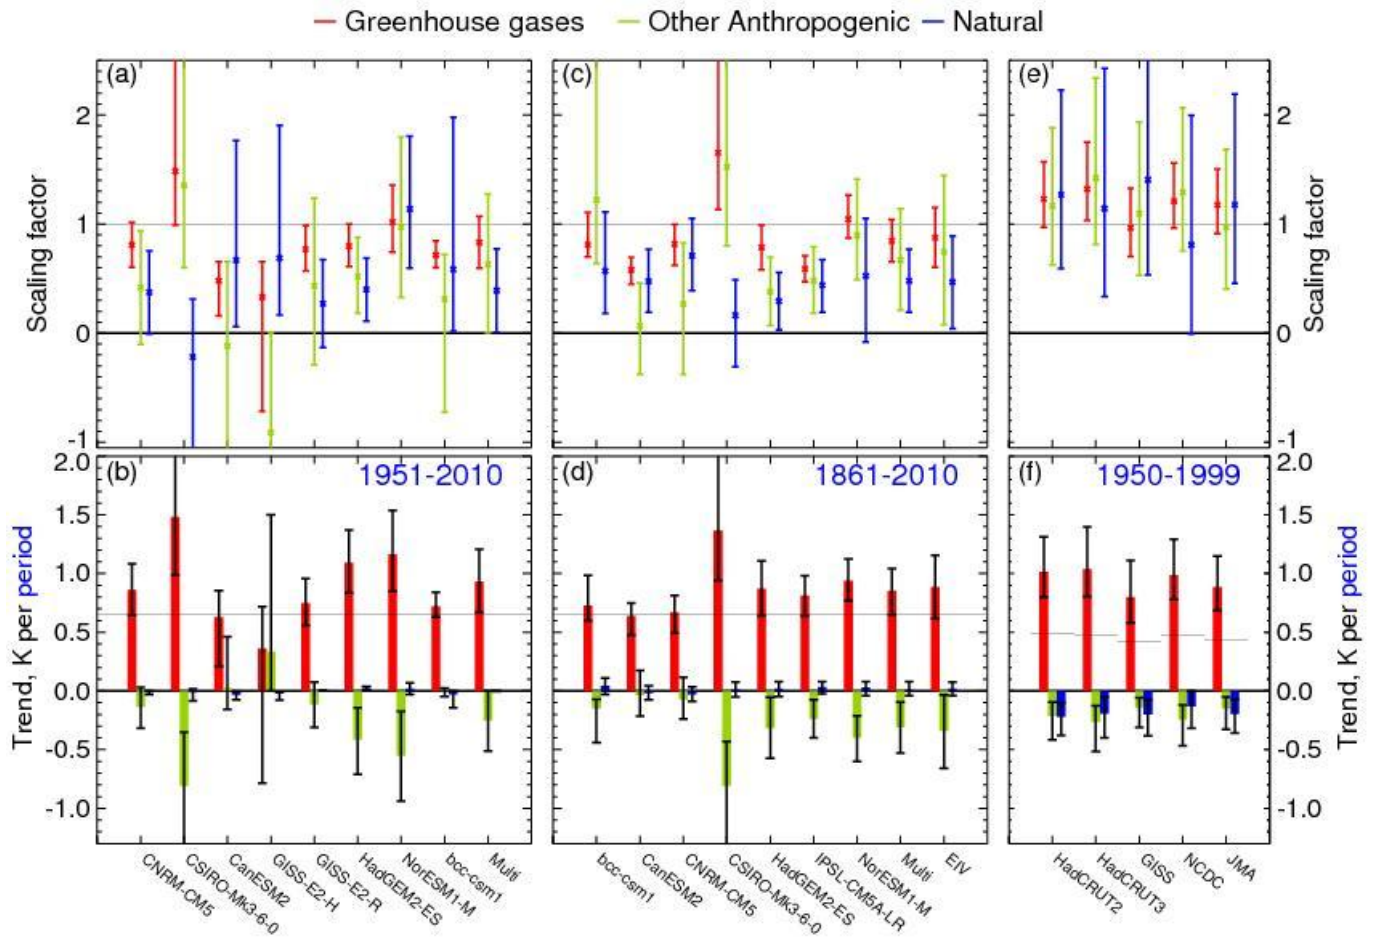 Greenhouse gases Other Anthropogenic Natural
(a) (c) (e)
2 2
1 1
0 0
-1 -1
Scaling factor Scaling factor
(b) 1951-2010 (d) 1861-2010 (f) 1950-1999
2.0 2.0
1.5 1.5
1.0 1.0
0.5 0.5
0.0 0.0
-0.5 -0.5
-1.0 -1.0
Trend, K per period Trend, K per period
CNRM-CM5
CSIRO-Mk3-6-0
CanESM2
GISS-E2-H
GISS-E2-R
HadGEM2-ES
NorESM1-M
bcc-csm1
Multi
bcc-csm1
CanESM2
CNRM-CM5
CSIRO-Mk3-6-0
HadGEM2-ES
IPSL-CM5A-LR
NorESM1-M
Multi
EIV
HadCRUT2
HadCRUT3
GISS
NCDC
JMA